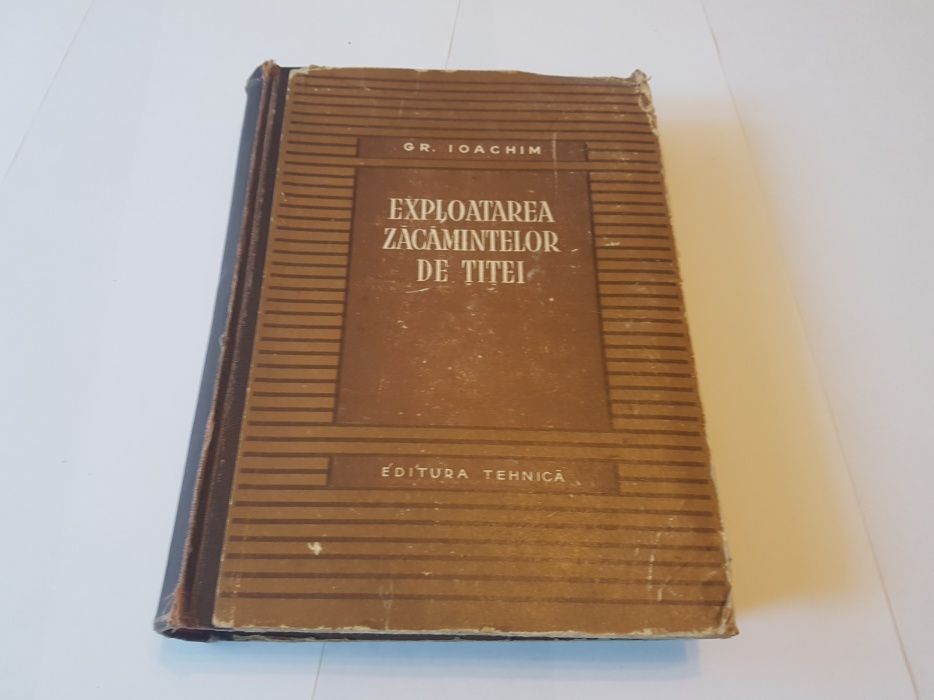 GR. IOACHIM
EXPLOATAREA
ZĂCĂMINTELOR
DE ȚIȚEI
EDITURA TEHNICĂ